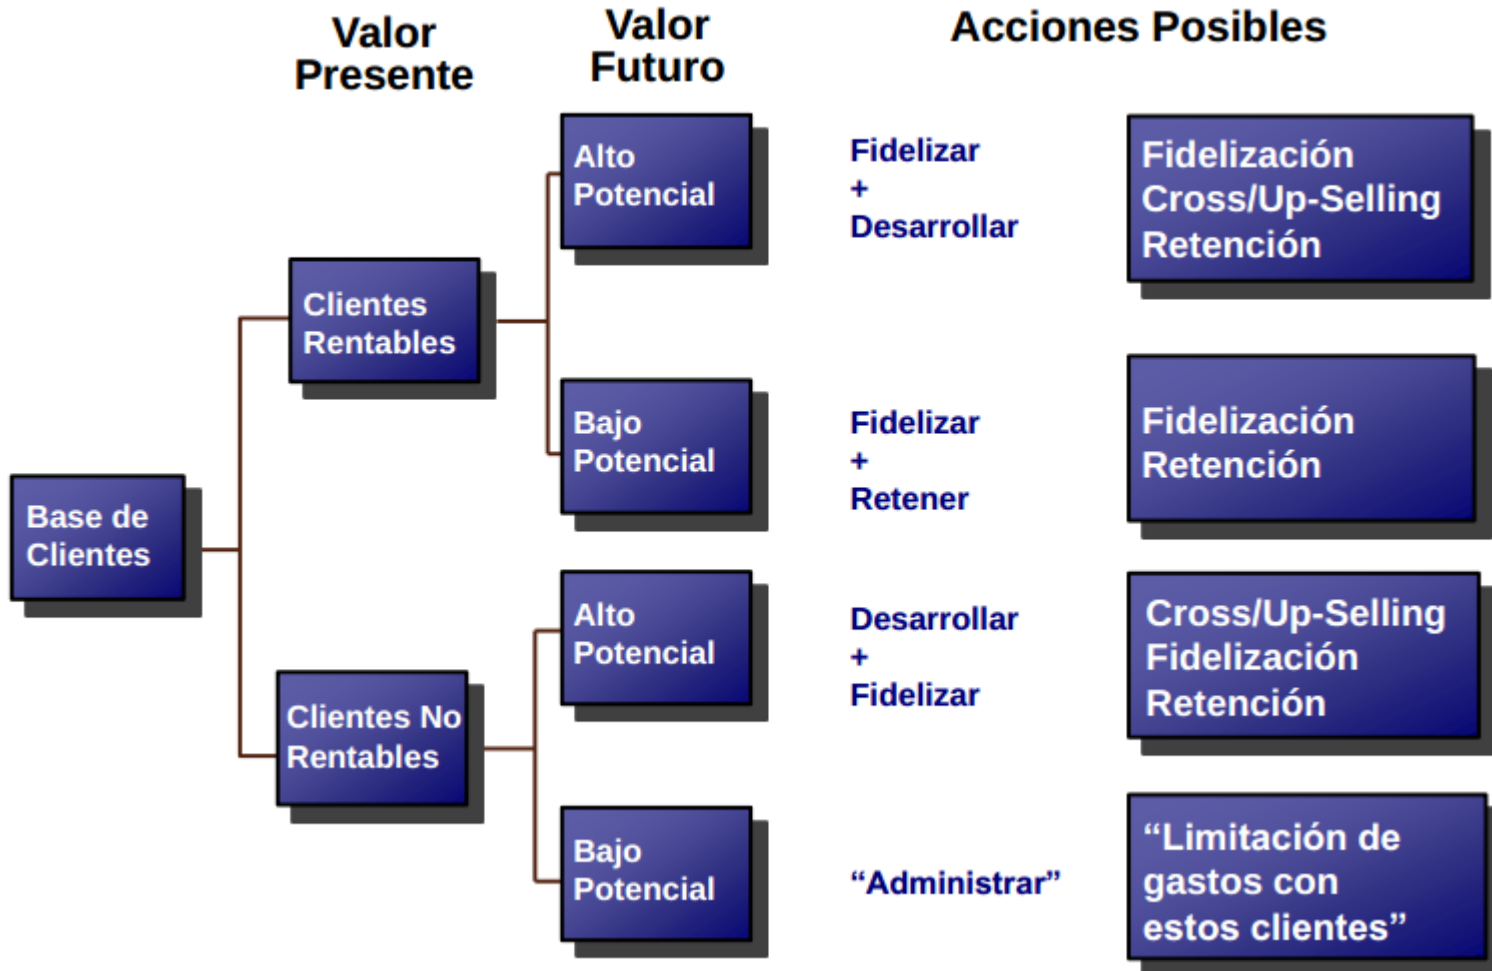 Valor
Presente
Valor
Futuro
Acciones Posibles
Alto
Potencial
Fidelizar
+
Desarrollar
Fidelización
Cross/Up-Selling
Retención
Clientes
Rentables
Bajo
Potencial
Fidelizar
+
Retener
Fidelización
Retención
Base de
Clientes
Alto
Potencial
Desarrollar
+
Fidelizar
Cross/Up-Selling
Fidelización
Retención
Clientes No
Rentables
Bajo
Potencial
“Administrar”
“Limitación de
gastos con
estos clientes”